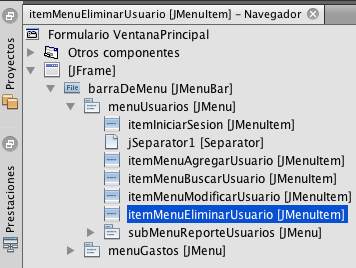 itemMenuEliminarUsuario [JMenuItem] – Navegador
Formulario VentanaPrincipal
Otros componentes
[JFrame]
File
barraDeMenu [JMenuBar]
menuUsuarios [JMenu]
itemIniciarSesion [JMenuItem]
jSeparator1 [Separator]
itemMenuAgregarUsuario [JMenuItem]
itemMenuBuscarUsuario [JMenuItem]
itemMenuModificarUsuario [JMenuItem]
itemMenuEliminarUsuario [JMenuItem]
subMenuReporteUsuarios [JMenu]
menuGastos [JMenu]
Proyectos
Prestaciones